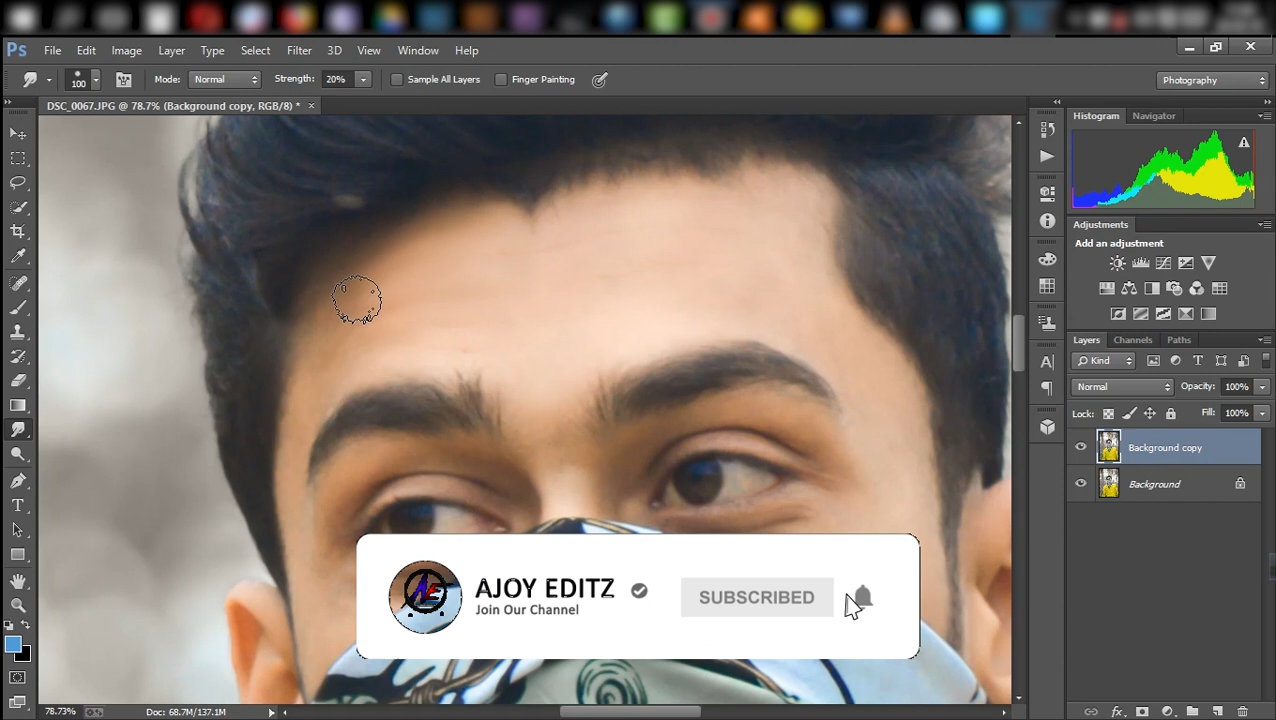 Ps File Edit Image Layer Type Select Filter 3D View Window Help
100 Mode: Normal Strength: 20% Sample All Layers Finger Painting Photography
DSC_0067.JPG @ 78.7% (Background copy, RGB/8) * ×
Histogram Navigator
Adjustments
Add an adjustment
Layers Channels Paths
Kind
Normal Opacity: 100%
Lock: Fill: 100%
Background copy
Background
AJOY EDITZ
Join Our Channel
SUBSCRIBED
78.73% Doc: 68.7M/137.1M